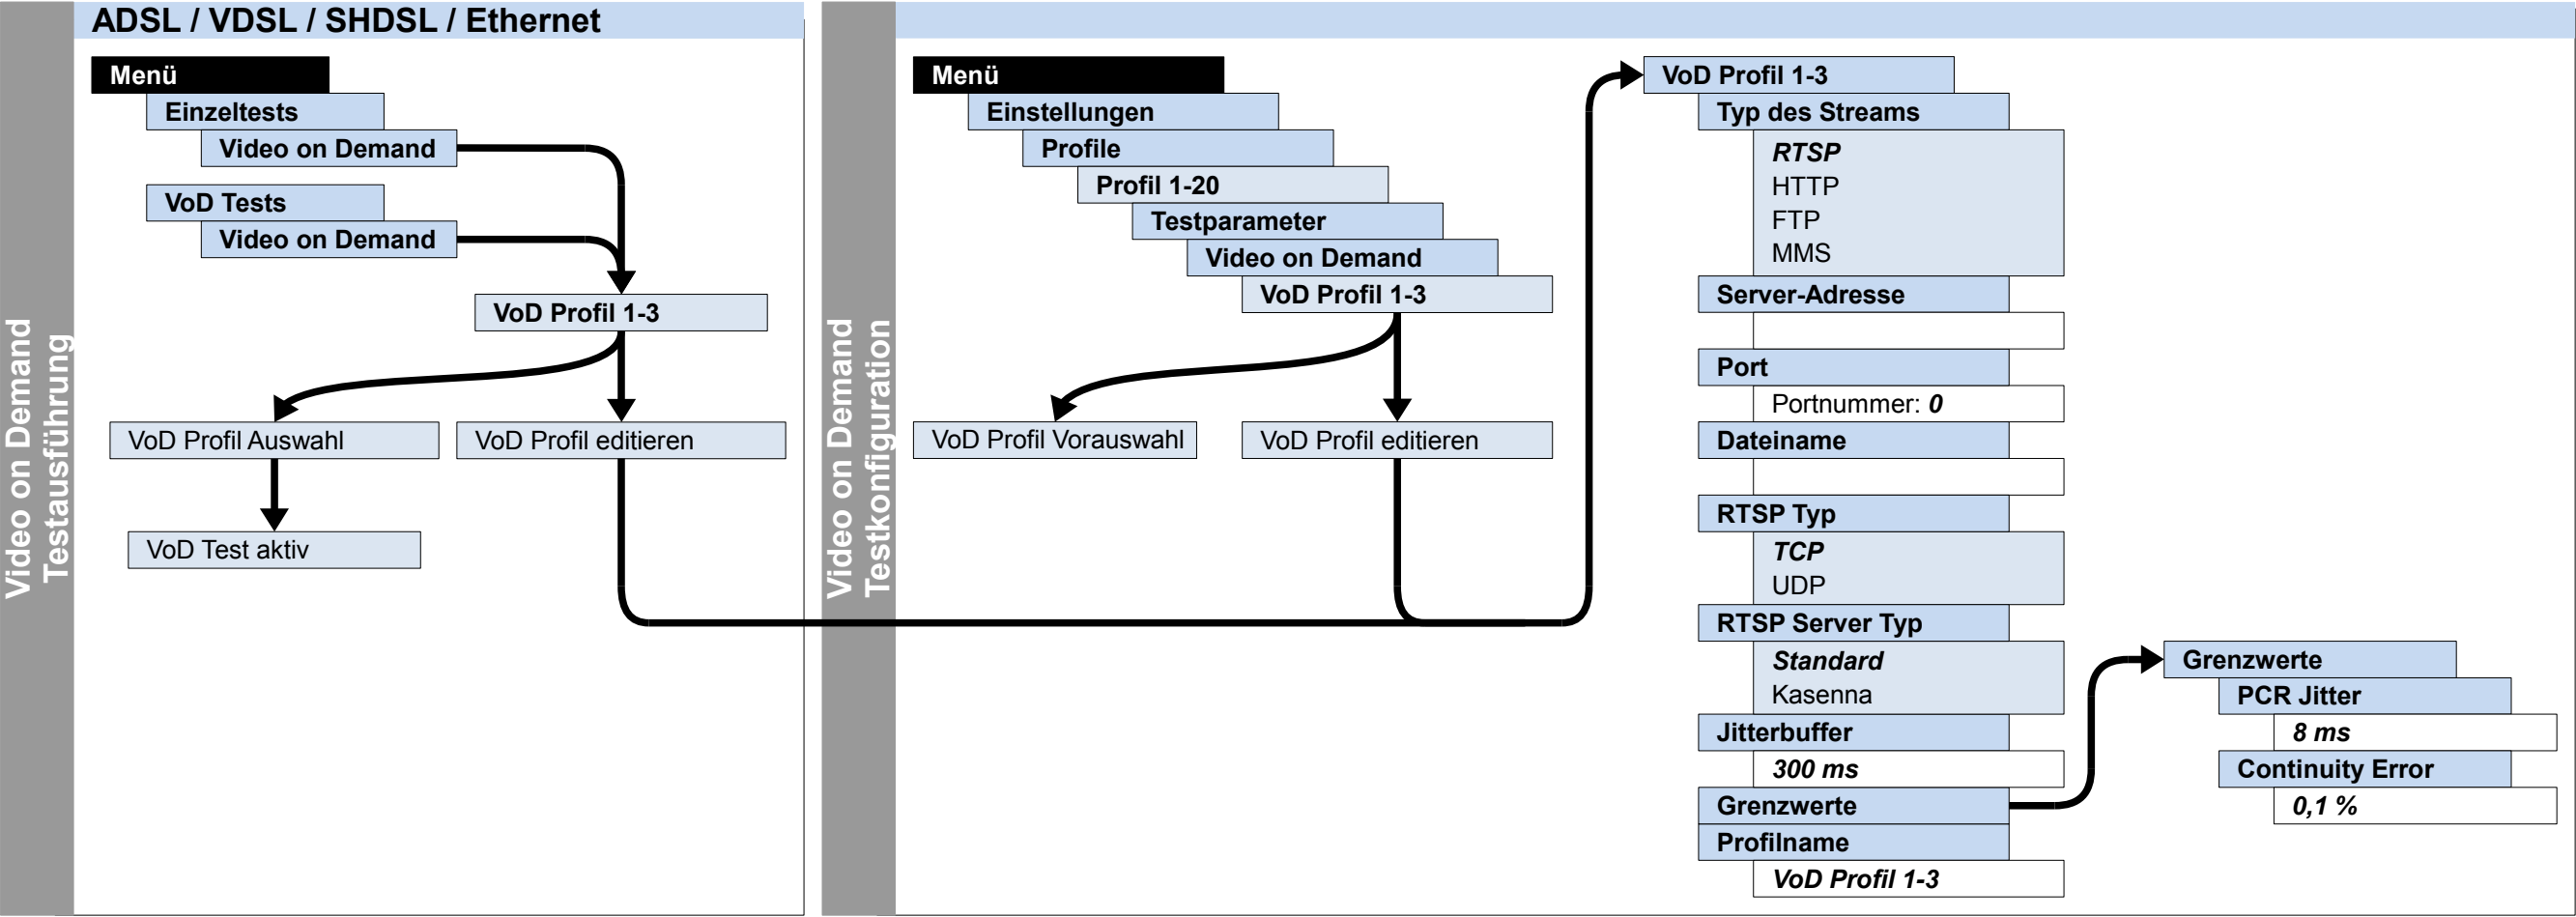 ADSL / VDSL / SHDSL / Ethernet
Video on Demand
Testausführung
Menü
Einzeltests
Video on Demand
VoD Tests
Video on Demand
VoD Profil 1-3
VoD Profil Auswahl
VoD Profil editieren
VoD Test aktiv
Video on Demand
Testkonfiguration
Menü
Einstellungen
Profile
Profil 1-20
Testparameter
Video on Demand
VoD Profil 1-3
VoD Profil Vorauswahl
VoD Profil editieren
VoD Profil 1-3
Typ des Streams
RTSP
HTTP
FTP
MMS
Server-Adresse
Port
Portnummer: 0
Dateiname
RTSP Typ
TCP
UDP
RTSP Server Typ
Standard
Kasenna
Jitterbuffer
300 ms
Grenzwerte
Profilname
VoD Profil 1-3
Grenzwerte
PCR Jitter
8 ms
Continuity Error
0,1 %